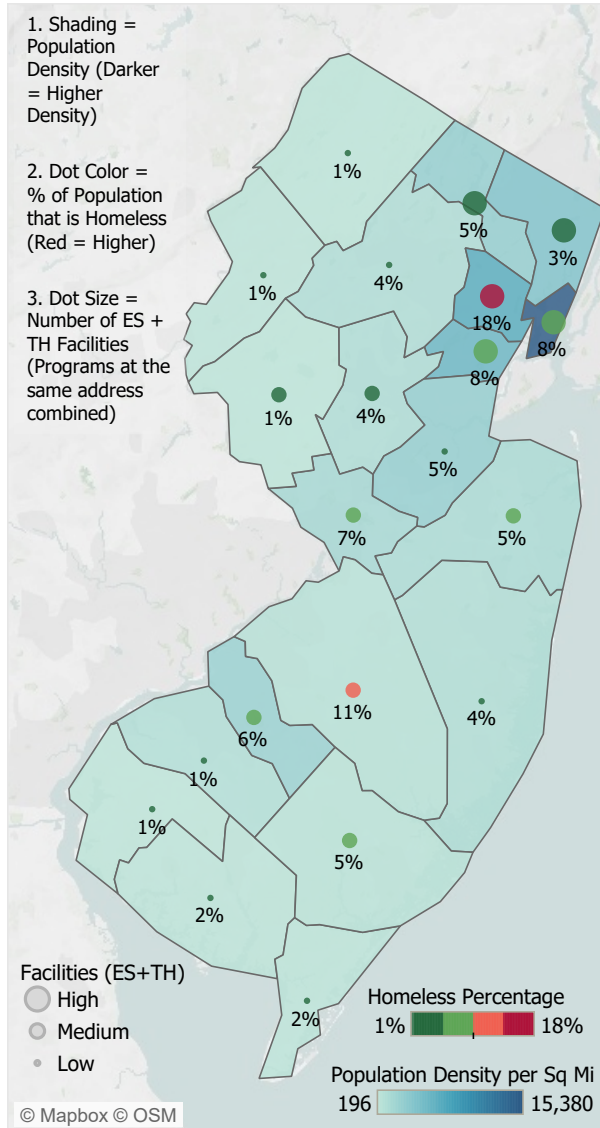 1. Shading =
Population
Density (Darker
= Higher
Density)
2. Dot Color =
% of Population
that is Homeless
(Red = Higher)
3. Dot Size =
Number of ES +
TH Facilities
(Programs at the
same address
combined)
1%
5%
3%
1%
4%
18%
8%
8%
1%
4%
5%
7%
5%
11%
4%
6%
1%
1%
5%
2%
2%
Facilities (ES+TH)
High
Medium
Low
Homeless Percentage
1% 18%
Population Density per Sq Mi
196 15,380
© Mapbox © OSM